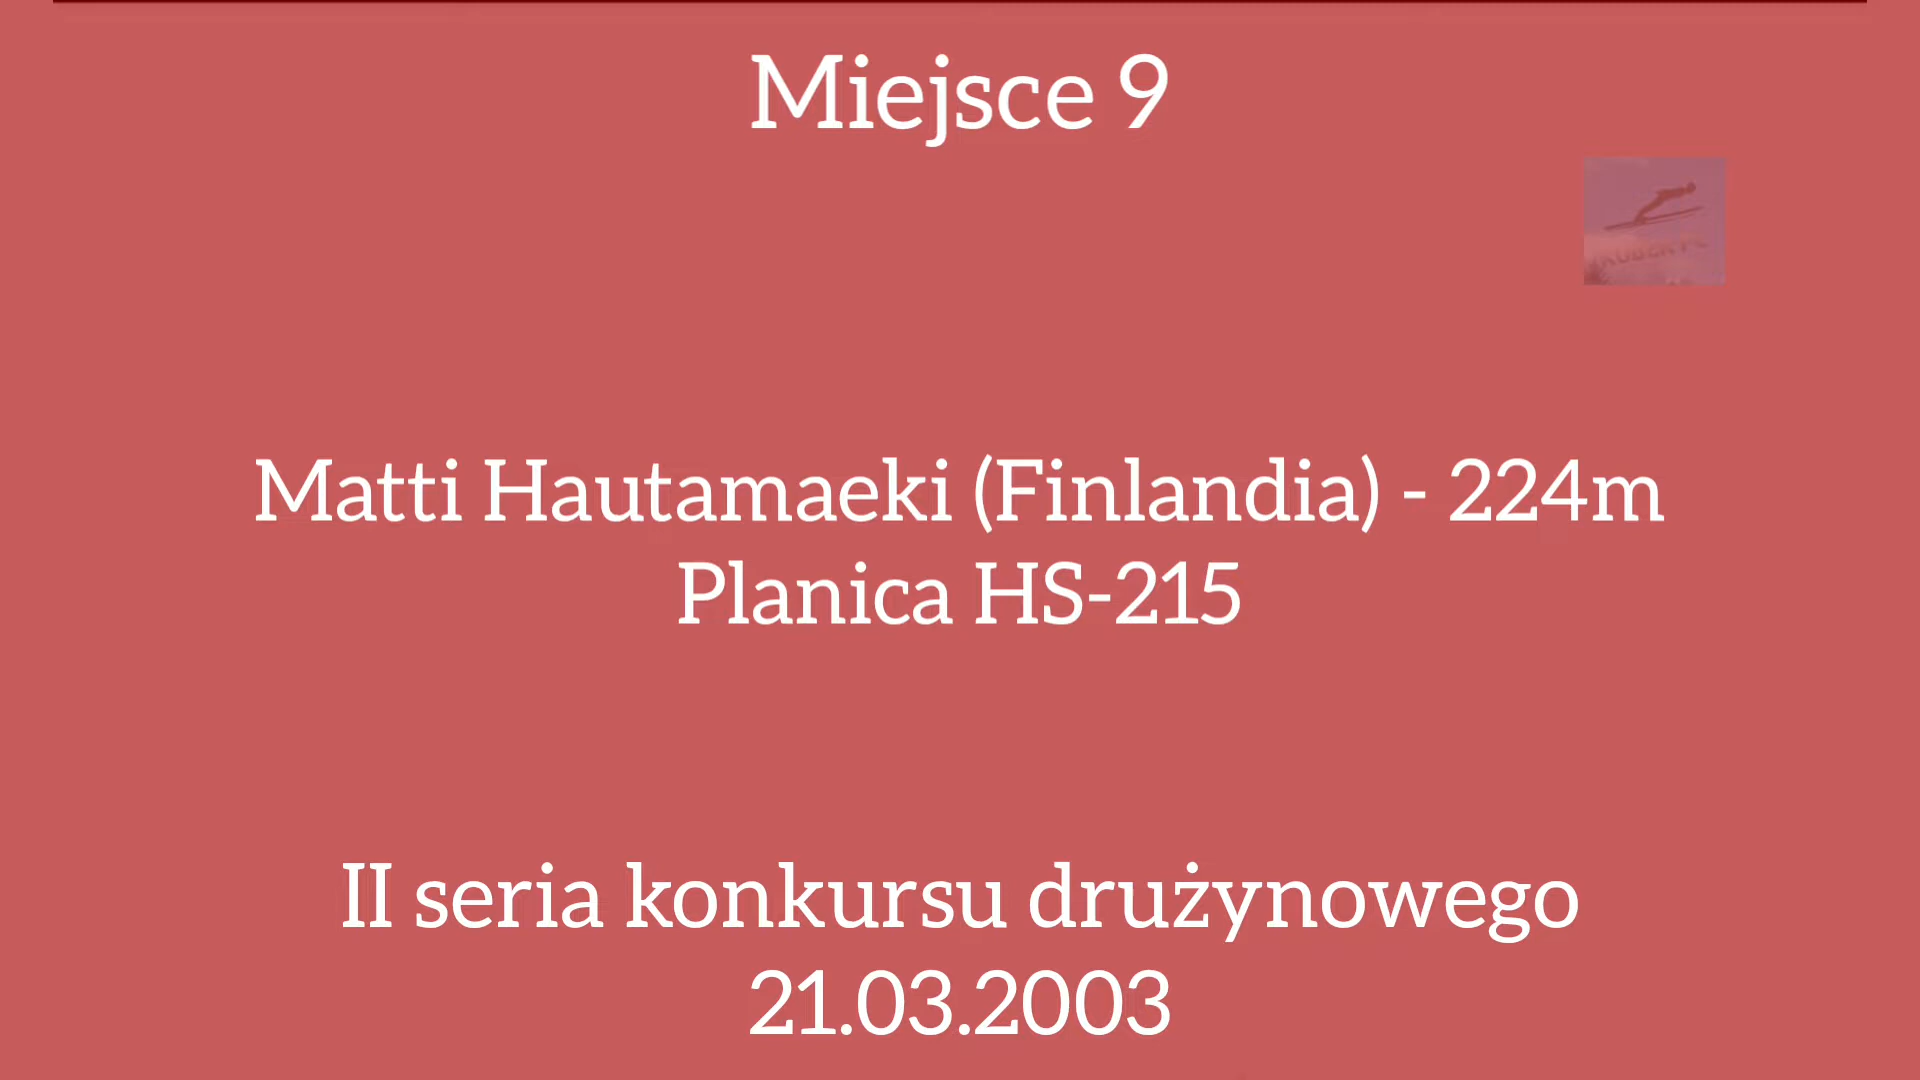 Miejsce 9
Matti Hautamaeki (Finlandia) - 224m
Planica HS-215
II seria konkursu drużynowego
21.03.2003